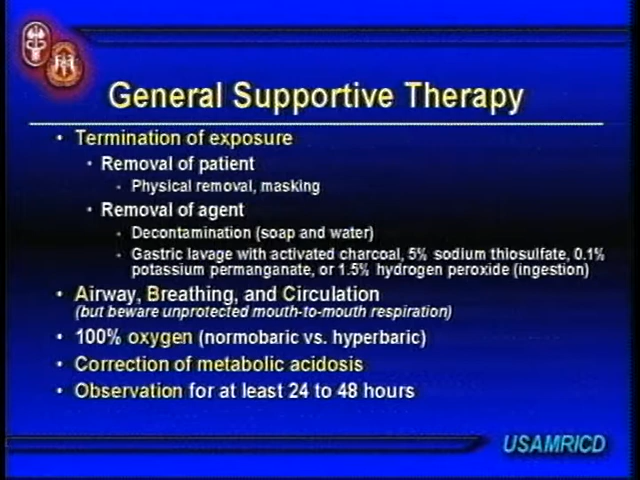 General Supportive Therapy
• Termination of exposure
• Removal of patient
- Physical removal, masking
• Removal of agent
- Decontamination (soap and water)
- Gastric lavage with activated charcoal, 5% sodium thiosulfate, 0.1%
potassium permanganate, or 1.5% hydrogen peroxide (ingestion)
• Airway, Breathing, and Circulation
(but beware unprotected mouth-to-mouth respiration)
• 100% oxygen (normobaric vs. hyperbaric)
• Correction of metabolic acidosis
• Observation for at least 24 to 48 hours
USAMRICD